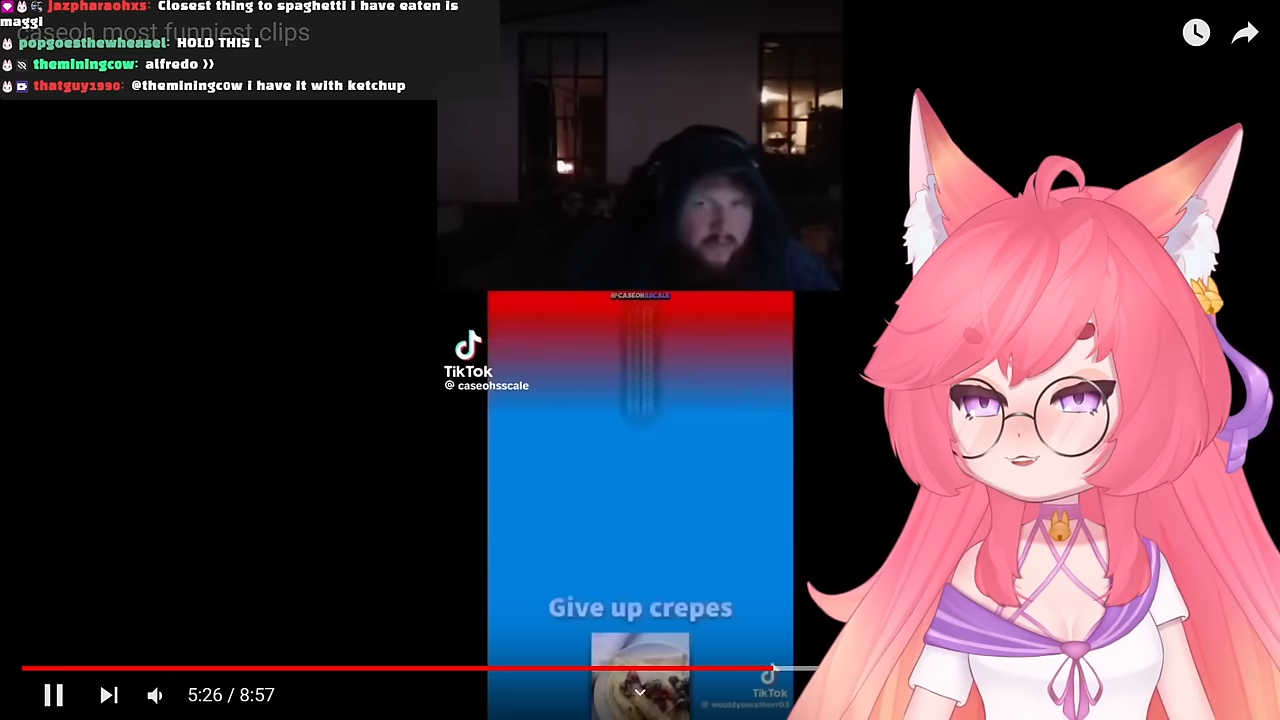 Jazpharaohxs: Closest thing to spaghetti I have eaten is
maggi
caseoh most funniest clips
popgoesthewheasel: HOLD THIS L
theminingcow: alfredo ))
thatguy1990: @theminingcow I have it with ketchup
@CASEOHSSCALE
TikTok
@ caseohsscale
Give up crepes
TikTok
@ wouldyouratherr03
5:26 / 8:57